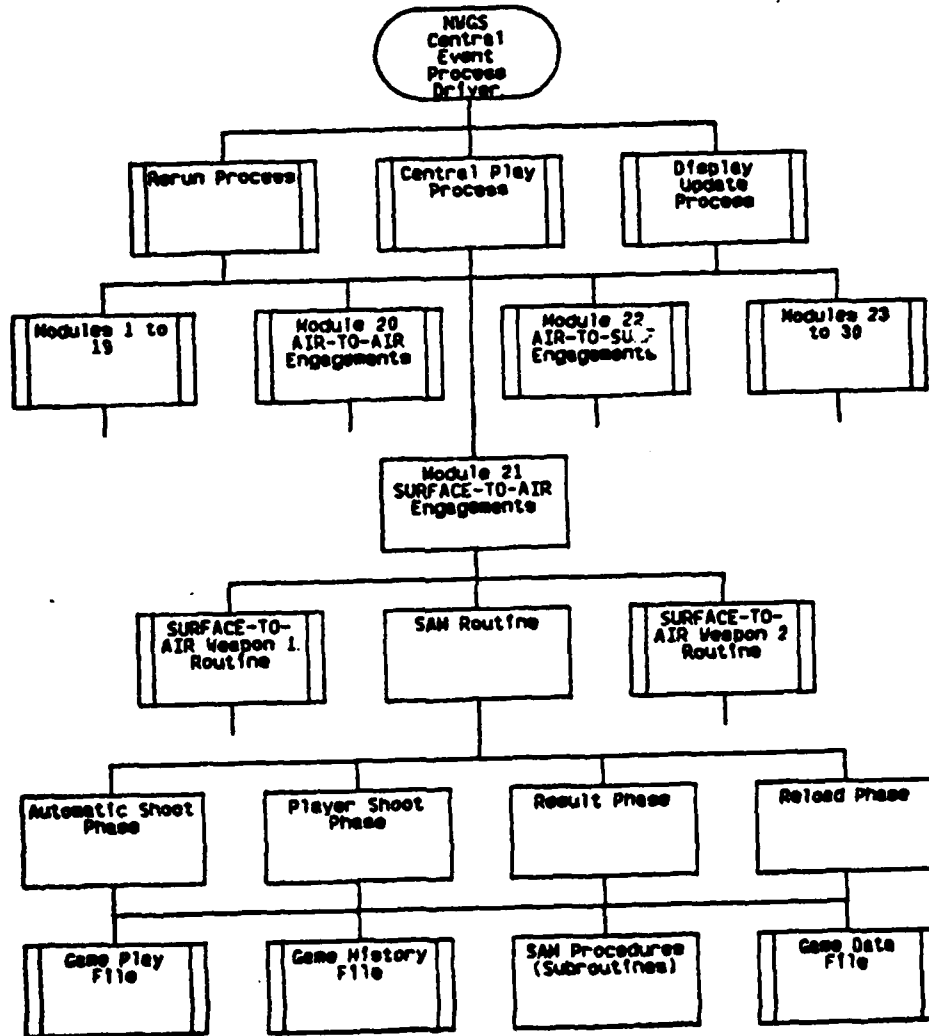 NWGS
Central
Event
Process
Driver
Rerun Process
Central Play
Process
Display
Update
Process
Modules 1 to
19
Module 20
AIR-TO-AIR
Engagements
Module 22
Engagements
Modules 23
to 30
Module 21
SURFACE-TO-AIR
Engagements
SURFACE-TO-
AIR Weapon 1
Routine
SAM Routine
SURFACE-TO-
AIR Weapon 2
Routine
Automatic Shoot
Phase
Player Shoot
Phase
Result Phase
Reload Phase
Game Play
File
Game History
File
SAM Procedures
(Subroutines)
Game Data
File